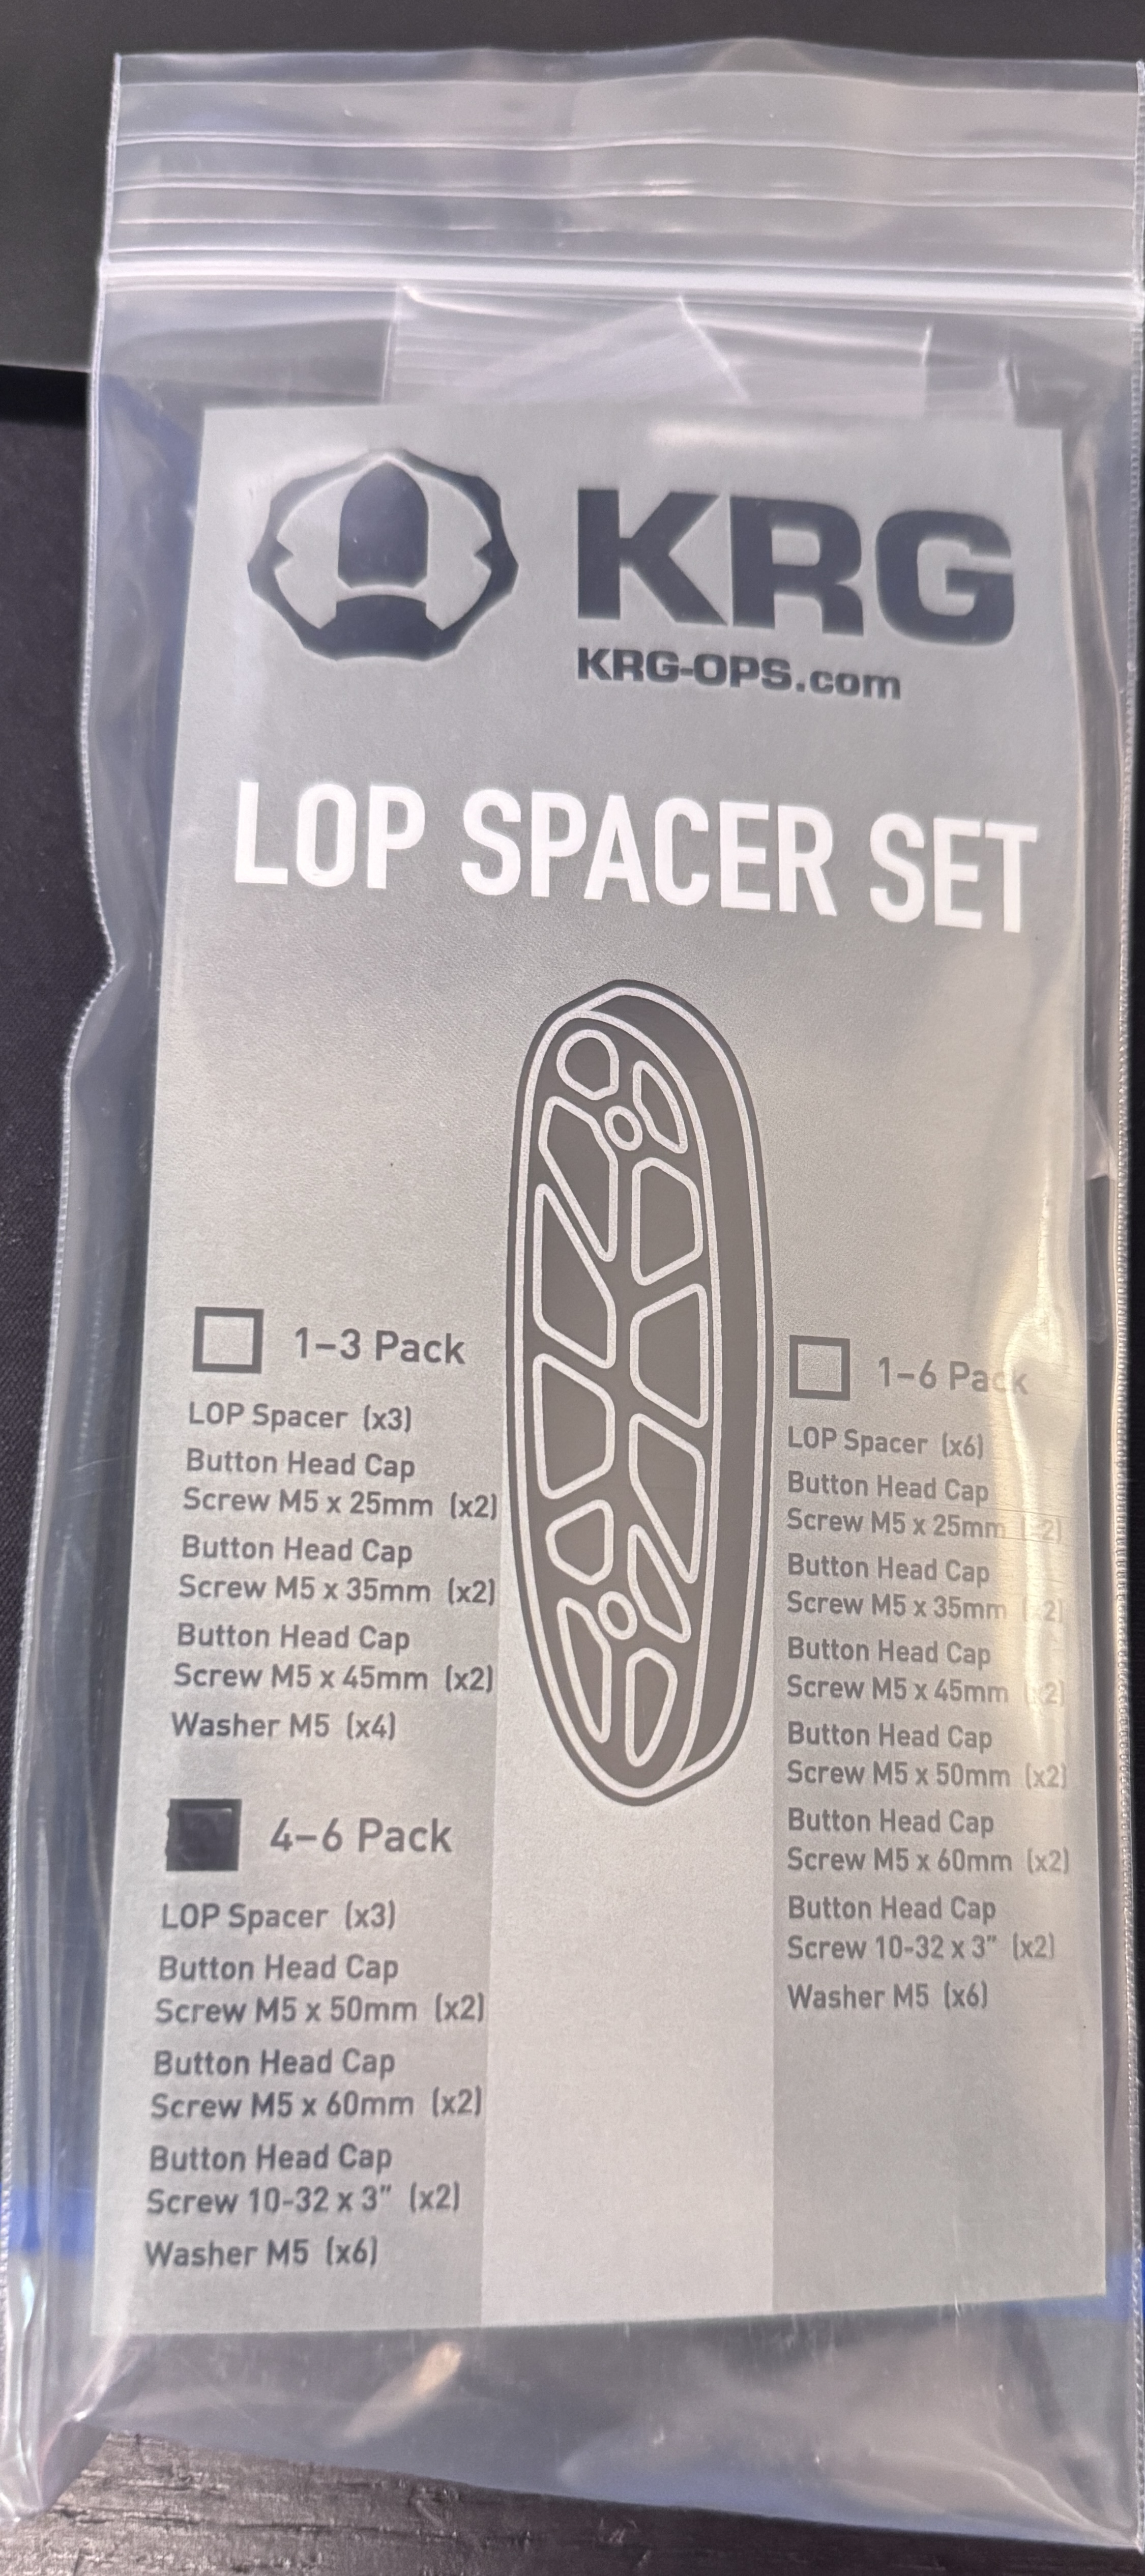 KRG
KRG-OPS.com
LOP SPACER SET
1-3 Pack
LOP Spacer (x3)
Button Head Cap
Screw M5 x 25mm (x2)
Button Head Cap
Screw M5 x 35mm (x2)
Button Head Cap
Screw M5 x 45mm (x2)
Washer M5 (x4)
4-6 Pack
LOP Spacer (x3)
Button Head Cap
Screw M5 x 50mm (x2)
Button Head Cap
Screw M5 x 60mm (x2)
Button Head Cap
Screw 10-32 x 3" (x2)
Washer M5 (x6)
1-6 Pack
LOP Spacer (x6)
Button Head Cap
Screw M5 x 25mm (x2)
Button Head Cap
Screw M5 x 35mm (x2)
Button Head Cap
Screw M5 x 45mm (x2)
Button Head Cap
Screw M5 x 50mm (x2)
Button Head Cap
Screw M5 x 60mm (x2)
Button Head Cap
Screw 10-32 x 3" (x2)
Washer M5 (x6)